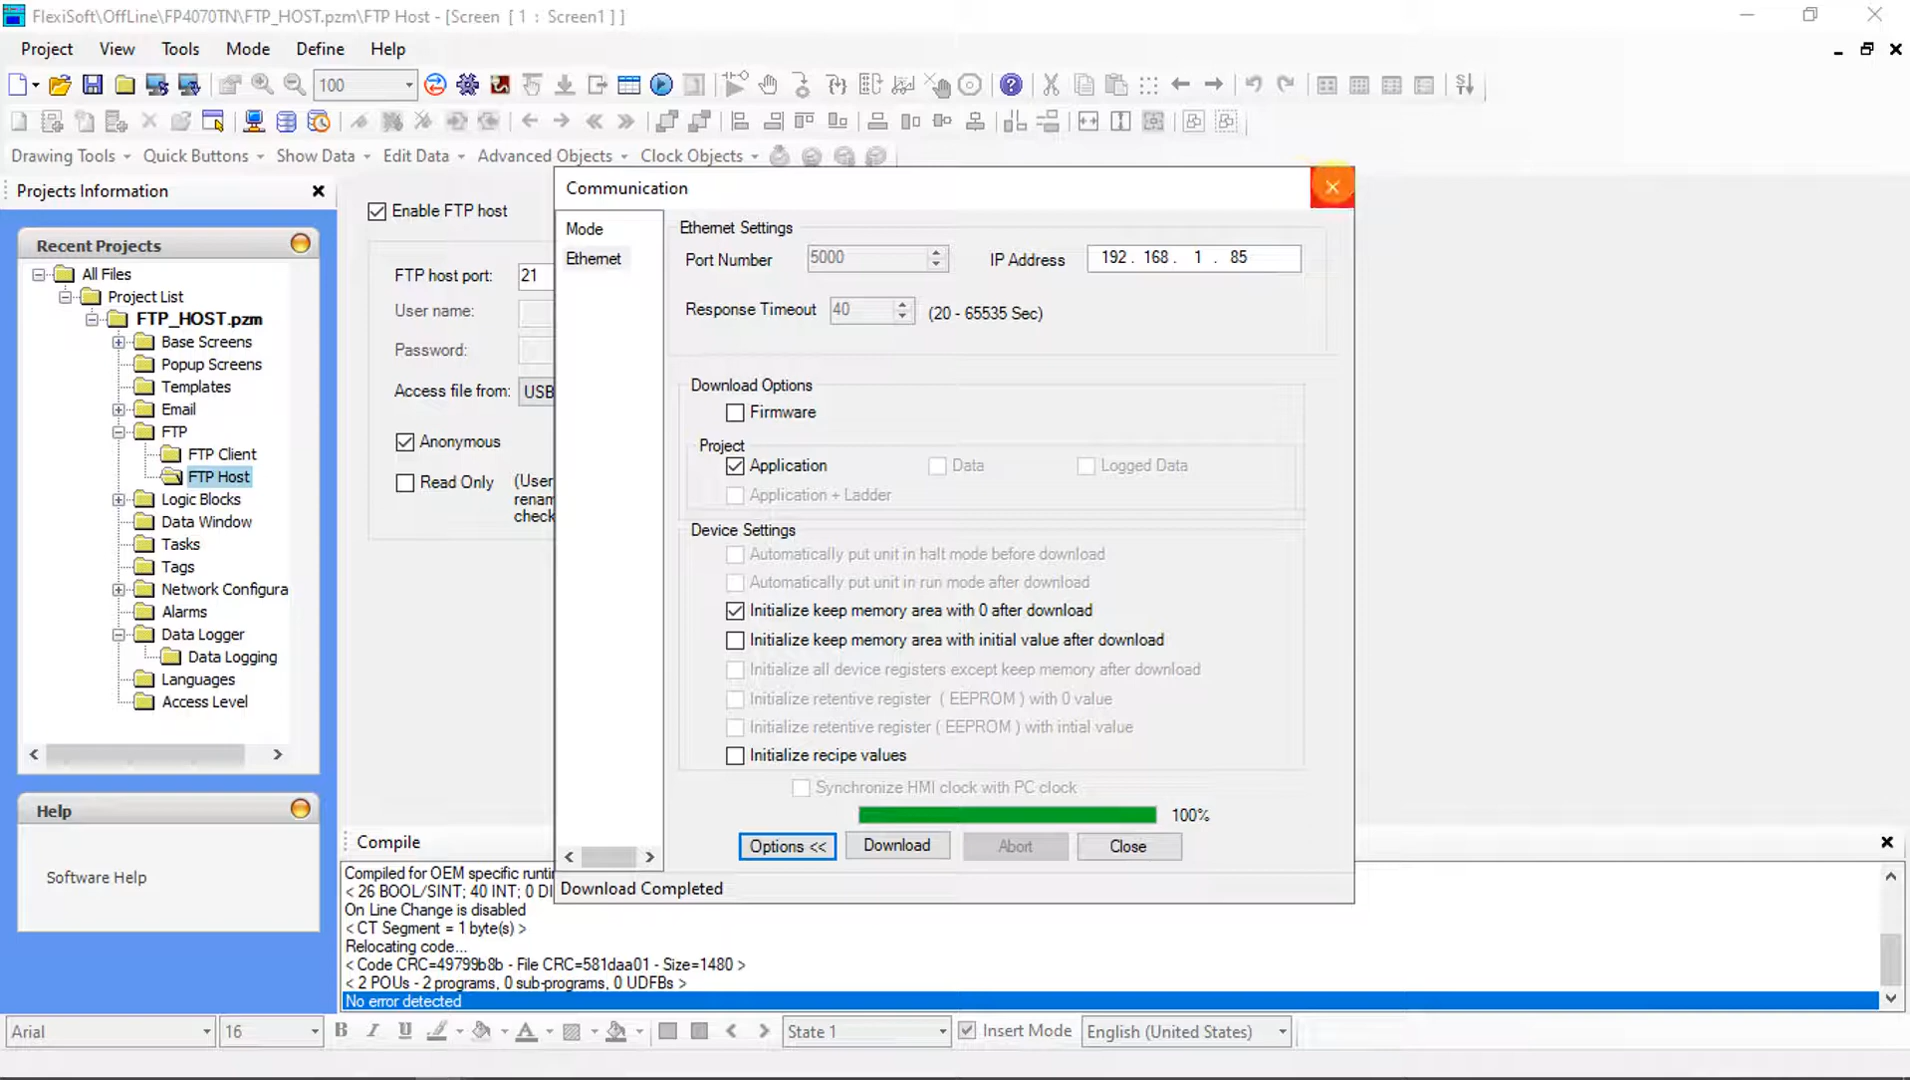 FlexiSoft\OffLine\FP4070TN\FTP_HOST.pzm\FTP Host - [Screen [ 1 : Screen1 ] ]
Project View Tools Mode Define Help
100
Drawing Tools Quick Buttons Show Data Edit Data Advanced Objects Clock Objects
Projects Information
Recent Projects
All Files
Project List
FTP_HOST.pzm
Base Screens
Popup Screens
Templates
Email
FTP
FTP Client
FTP Host
Logic Blocks
Data Window
Tasks
Tags
Network Configura
Alarms
Data Logger
Data Logging
Languages
Access Level
Help
Software Help
Enable FTP host
FTP host port: 21
User name:
Password:
Access file from: USB
Anonymous
Read Only (User
renam
check
Communication
Mode
Ethernet
Ethernet Settings
Port Number 5000 IP Address 192 . 168 . 1 . 85
Response Timeout 40 (20 - 65535 Sec)
Download Options
Firmware
Project
Application Data Logged Data
Application + Ladder
Device Settings
Automatically put unit in halt mode before download
Automatically put unit in run mode after download
Initialize keep memory area with 0 after download
Initialize keep memory area with initial value after download
Initialize all device registers except keep memory after download
Initialize retentive register ( EEPROM ) with 0 value
Initialize retentive register ( EEPROM ) with intial value
Initialize recipe values
Synchronize HMI clock with PC clock
100%
Options << Download Abort Close
Download Completed
Compile
Compiled for OEM specific runtin
< 26 BOOL/SINT; 40 INT; 0 DI
On Line Change is disabled
< CT Segment = 1 byte(s) >
Relocating code...
< Code CRC=49799b8b - File CRC=581daa01 - Size=1480 >
< 2 POUs - 2 programs, 0 sub-programs, 0 UDFBs >
No error detected
Arial 16 B I U A State 1 Insert Mode English (United States)